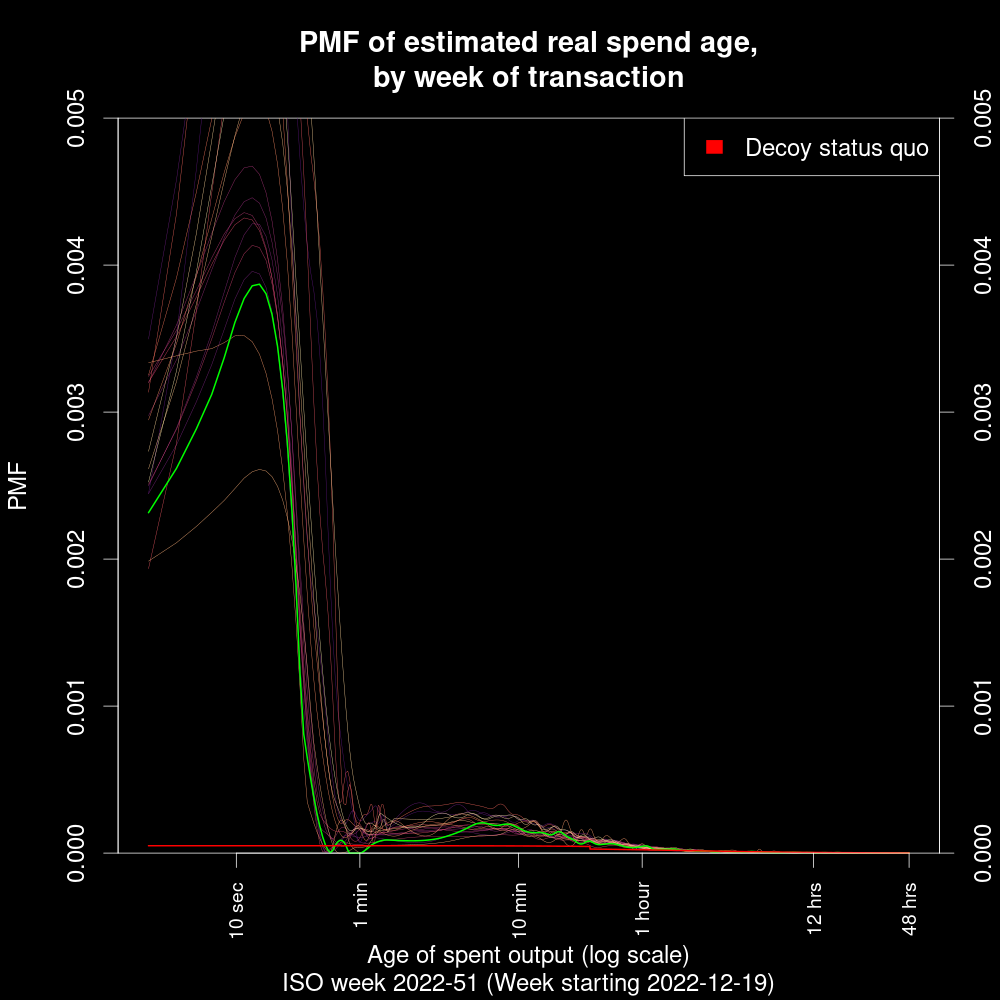 PMF of estimated real spend age,
by week of transaction
Decoy status quo
PMF
0.005
0.004
0.003
0.002
0.001
0.000
0.005
0.004
0.003
0.002
0.001
0.000
10 sec
1 min
10 min
1 hour
12 hrs
48 hrs
Age of spent output (log scale)
ISO week 2022-51 (Week starting 2022-12-19)